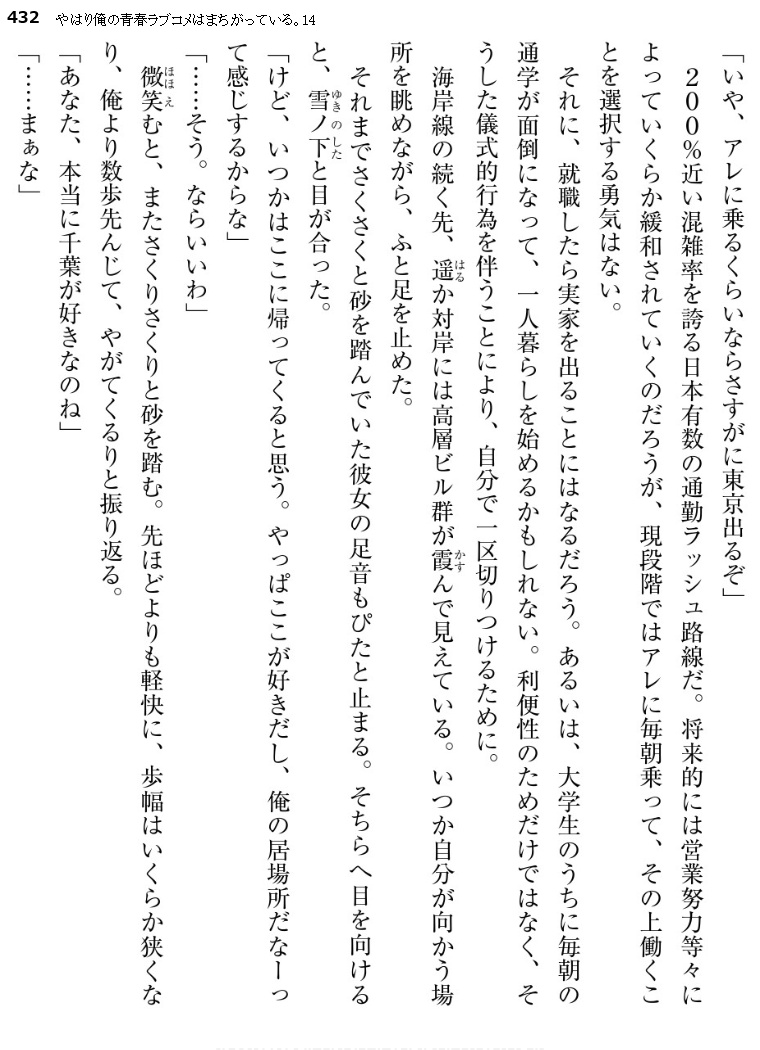 432 やはり俺の青春ラブコメはまちがっている。14
「いや、アレに乗るくらいならさすがに東京出るぞ」
２００％近い混雑率を誇る日本有数の通勤ラッシュ路線だ。将来的には営業努力等々に
よっていくらか緩和されていくのだろうが、現段階ではアレに毎朝乗って、その上働くこ
とを選択する勇気はない。
それに、就職したら実家を出ることにはなるだろう。あるいは、大学生のうちに毎朝の
通学が面倒になって、一人暮らしを始めるかもしれない。利便性のためだけではなく、そ
うした儀式的行為を伴うことにより、自分で一区切りつけるために。
海岸線の続く先、遥か対岸には高層ビル群が霞んで見えている。いつか自分が向かう場
はる
かす
所を眺めながら、ふと足を止めた。
それまでさくさくと砂を踏んでいた彼女の足音もぴたと止まる。そちらへ目を向ける
と、雪ノ下と目が合った。
ゆきのした
「けど、いつかはここに帰ってくると思う。やっぱここが好きだし、俺の居場所だなーっ
て感じするからな」
「……そう。ならいいわ」
微笑むと、またさくりさくりと砂を踏む。先ほどよりも軽快に、歩幅はいくらか狭くな
ほほえ
り、俺より数歩先んじて、やがてくるりと振り返る。
「あなた、本当に千葉が好きなのね」
「……まぁな」